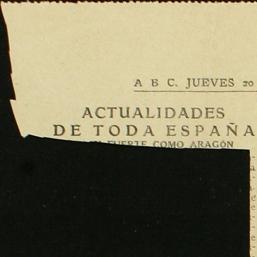 A B C. JUEVES 20
ACTUALIDADES
DE TODA ESPAÑA
FUERTE COMO ARAGÓN